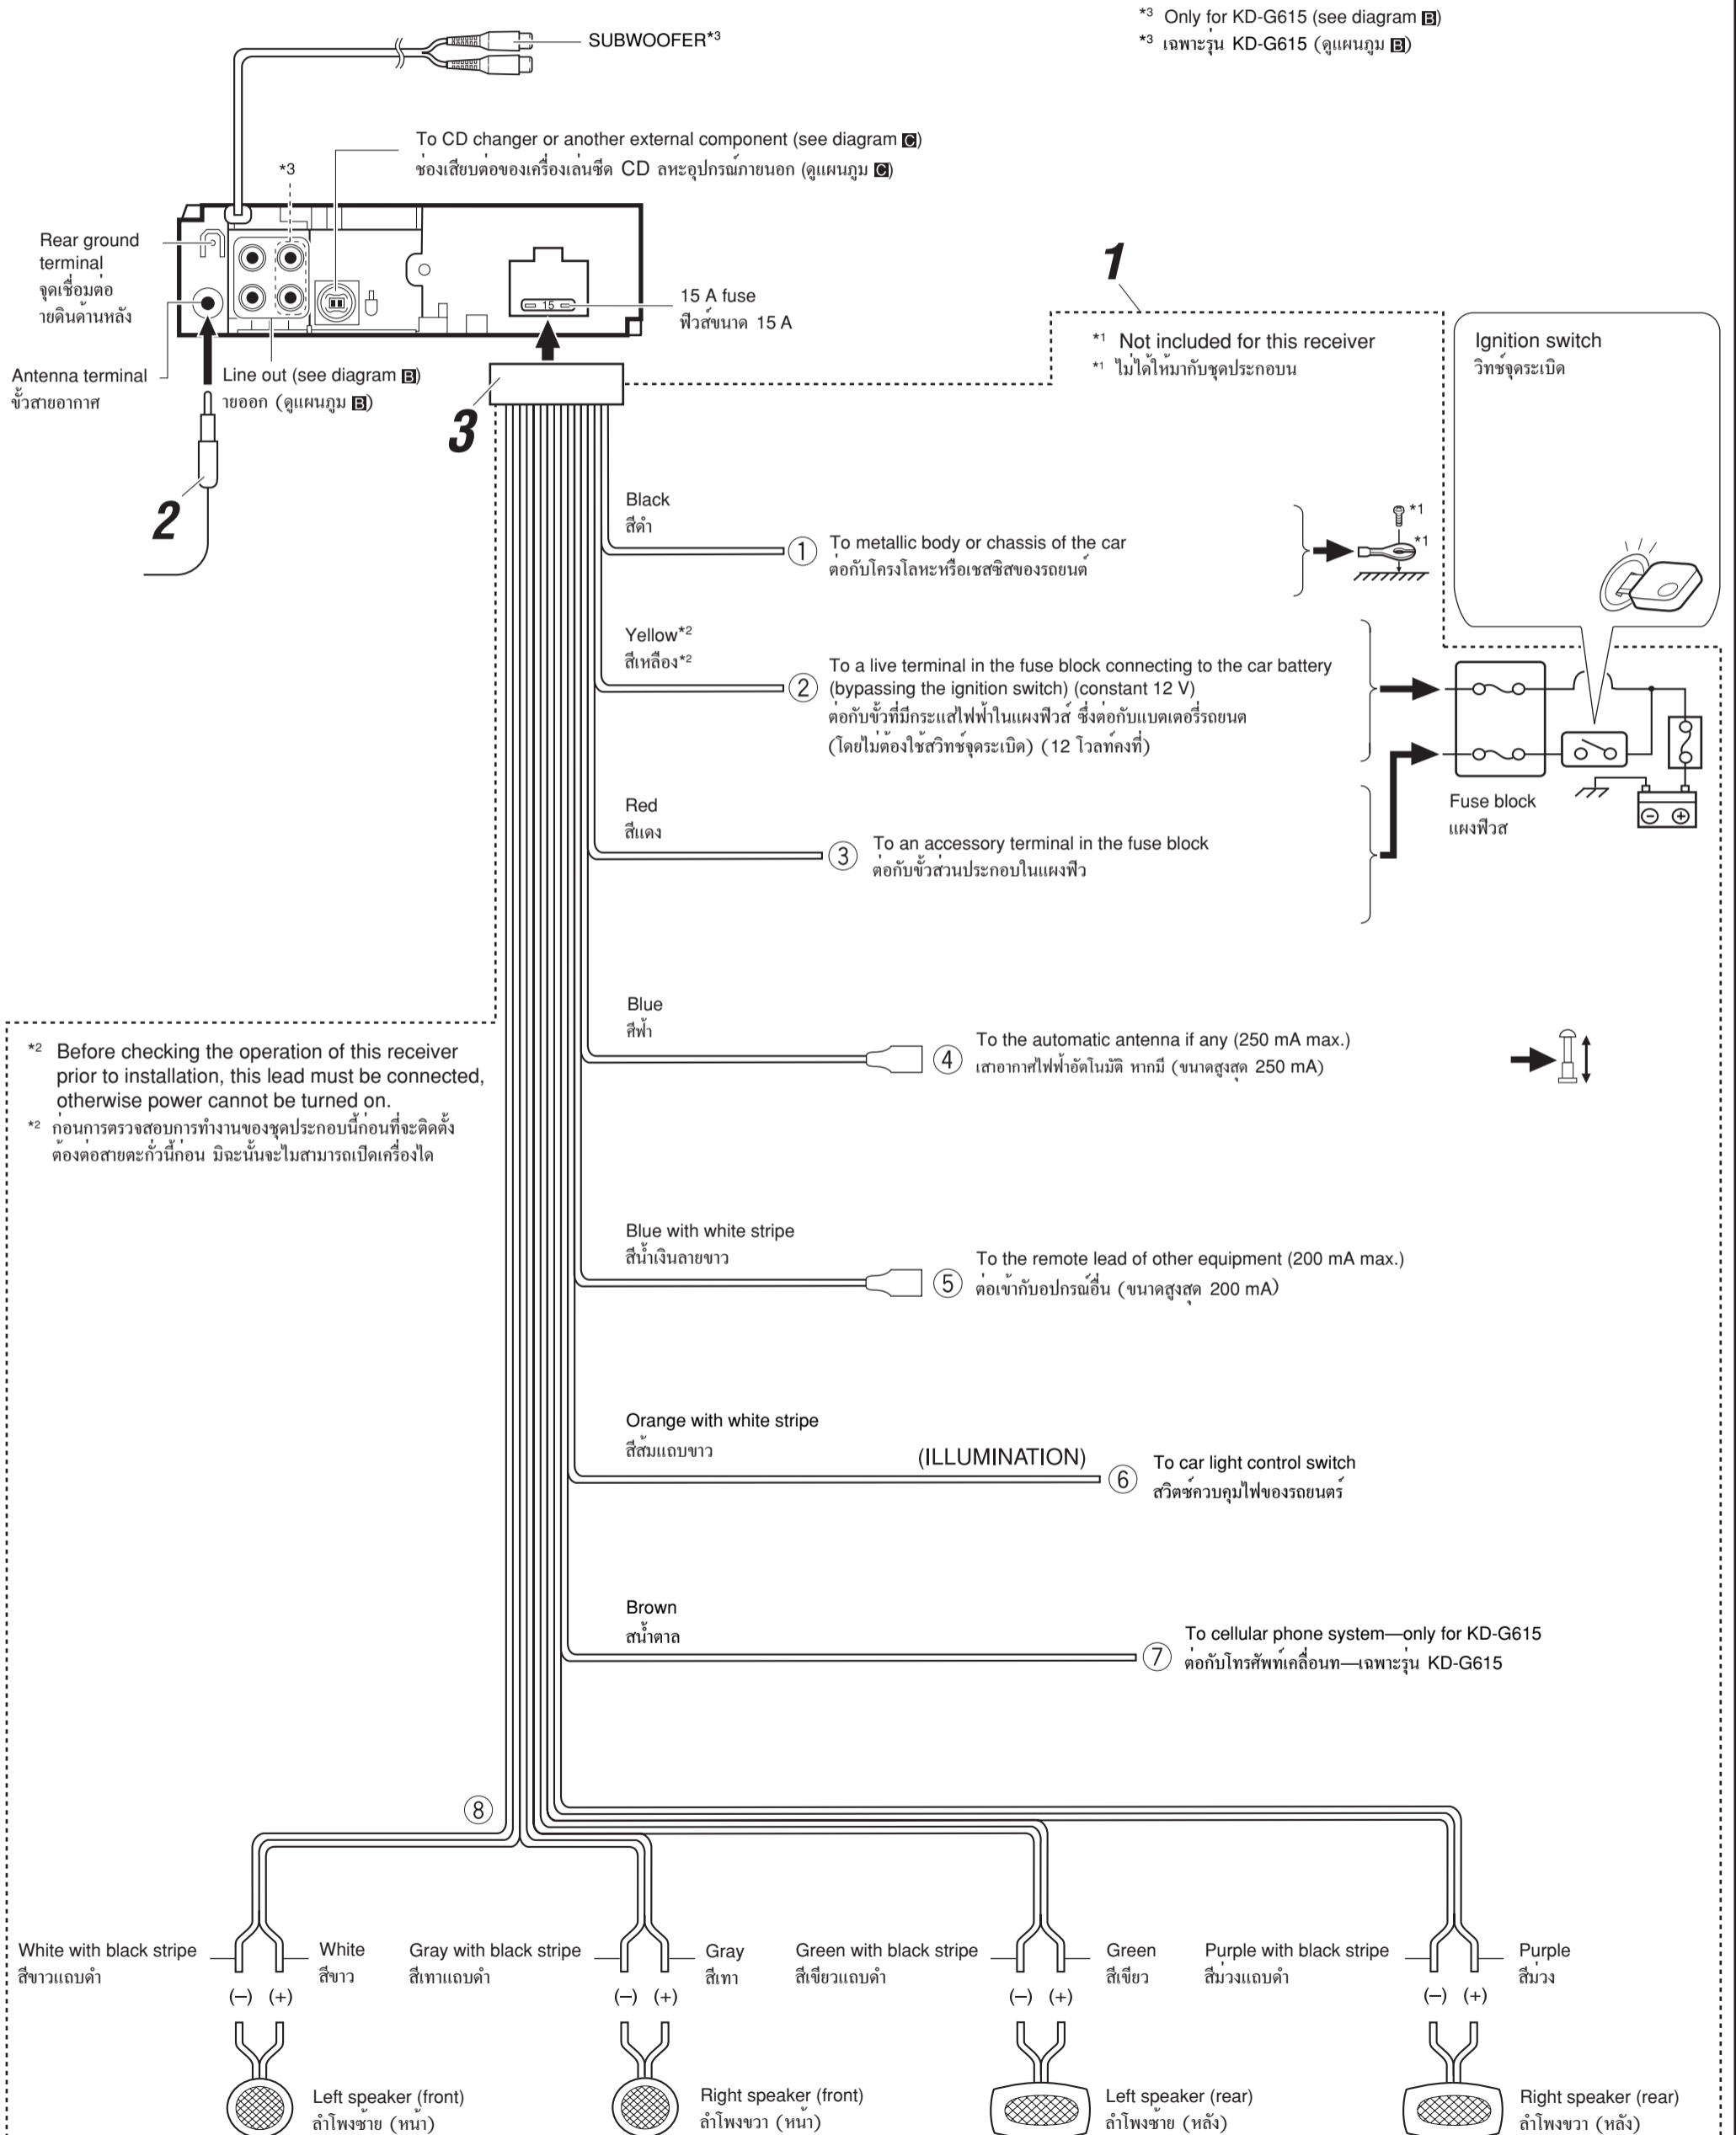 *3 Only for KD-G615 (see diagram B)
*3 เฉพาะรุ่น KD-G615 (ดูแผนภูม B)
SUBWOOFER*3
To CD changer or another external component (see diagram C)
ช่องเสียบต่อของเครื่องเล่นซีด CD ลหะอุปกรณ์ภายนอก (ดูแผนภูม C)
*3
Rear ground
terminal
จุดเชื่อมต่อ
ายดินด้านหลัง
15
15 A fuse
ฟิวส์ขนาด 15 A
1
*1 Not included for this receiver
*1 ไม่ได้ให้มากับชุดประกอบน
Ignition switch
วิทช์จุดระเบิด
Antenna terminal
ขั้วสายอากาศ
Line out (see diagram B)
ายออก (ดูแผนภูม B)
3
2
Black
สีดำ
1 To metallic body or chassis of the car
ต่อกับโครงโลหะหรือเชสซิสของรถยนต์
*1
*1
Yellow*2
สีเหลือง*2
2 To a live terminal in the fuse block connecting to the car battery
(bypassing the ignition switch) (constant 12 V)
ต่อกับขั้วที่มีกระแสไฟฟ้าในแผงฟิวส์ ซึ่งต่อกับแบตเตอรี่รถยนต
(โดยไม่ต้องใช้สวิทช์จุดระเบิด) (12 โวลท์คงที่)
Red
สีแดง
3 To an accessory terminal in the fuse block
ต่อกับขั้วส่วนประกอบในแผงฟิว
Fuse block
แผงฟิวส
Blue
สีฟ้า
4 To the automatic antenna if any (250 mA max.)
เสาอากาศไฟฟ้าอัตโนมัติ หากมี (ขนาดสูงสุด 250 mA)
*2 Before checking the operation of this receiver
prior to installation, this lead must be connected,
otherwise power cannot be turned on.
*2 ก่อนการตรวจสอบการทำงานของชุดประกอบนี้ก่อนที่จะติดตั้ง
ต้องต่อสายตะกั่วนี้ก่อน มิฉะนั้นจะไมสามารถเปิดเครื่องได
Blue with white stripe
สีน้ำเงินลายขาว
5 To the remote lead of other equipment (200 mA max.)
ต่อเข้ากับอุปกรณ์อื่น (ขนาดสูงสุด 200 mA)
Orange with white stripe
สีส้มแถบขาว
(ILLUMINATION)
6 To car light control switch
สวิตซ์ควบคุมไฟของรถยนตร์
Brown
สน้ำตาล
7 To cellular phone system—only for KD-G615
ต่อกับโทรศัพท์เคลื่อนท—เฉพาะรุ่น KD-G615
8
White with black stripe
สีขาวแถบดำ
White
สีขาว
Gray with black stripe
สีเทาแถบดำ
Gray
สีเทา
Green with black stripe
สีเขียวแถบดำ
Green
สีเขียว
Purple with black stripe
สีม่วงแถบดำ
Purple
สีม่วง
(–) (+)
(–) (+)
(–) (+)
(–) (+)
Left speaker (front)
ลำโพงซ้าย (หน้า)
Right speaker (front)
ลำโพงขวา (หน้า)
Left speaker (rear)
ลำโพงซ้าย (หลัง)
Right speaker (rear)
ลำโพงขวา (หลัง)